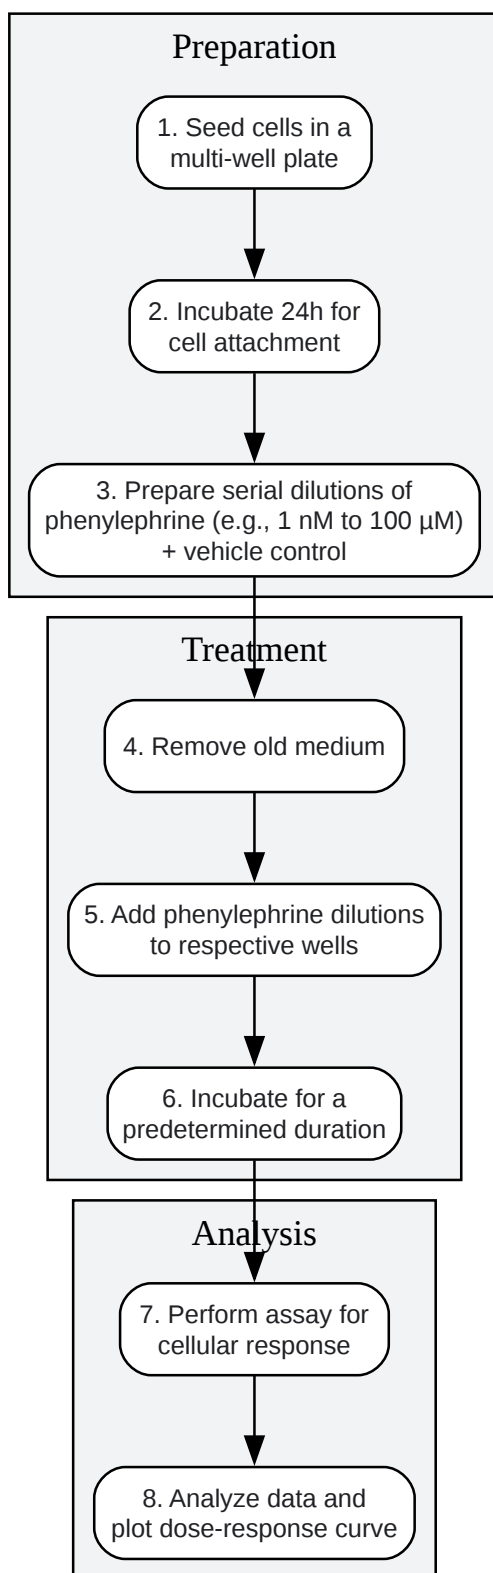 Preparation
1. Seed cells in a
multi-well plate
2. Incubate 24h for
cell attachment
3. Prepare serial dilutions of
phenylephrine (e.g., 1 nM to 100 µM)
+ vehicle control
Treatment
4. Remove old medium
5. Add phenylephrine dilutions
to respective wells
6. Incubate for a
predetermined duration
Analysis
7. Perform assay for
cellular response
8. Analyze data and
plot dose-response curve